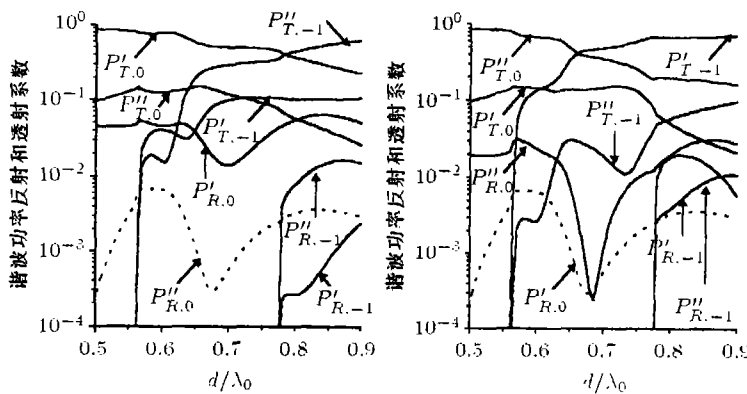 谐波功率反射和透射系数
10^0
10^{-1}
10^{-2}
10^{-3}
10^{-4}
P'_{T,0}
P''_{T,0}
P''_{T,-1}
P'_{T,-1}
P'_{R,0}
P''_{R,-1}
P''_{R,0}
P'_{R,-1}
0.5 0.6 0.7 0.8 0.9
d/λ_0
谐波功率反射和透射系数
10^0
10^{-1}
10^{-2}
10^{-3}
10^{-4}
P''_{T,0}
P'_{T,-1}
P'_{T,0}
P''_{T,-1}
P''_{R,0}
P'_{R,-1}
P'_{R,0}
P''_{R,-1}
0.5 0.6 0.7 0.8 0.9
d/λ_0